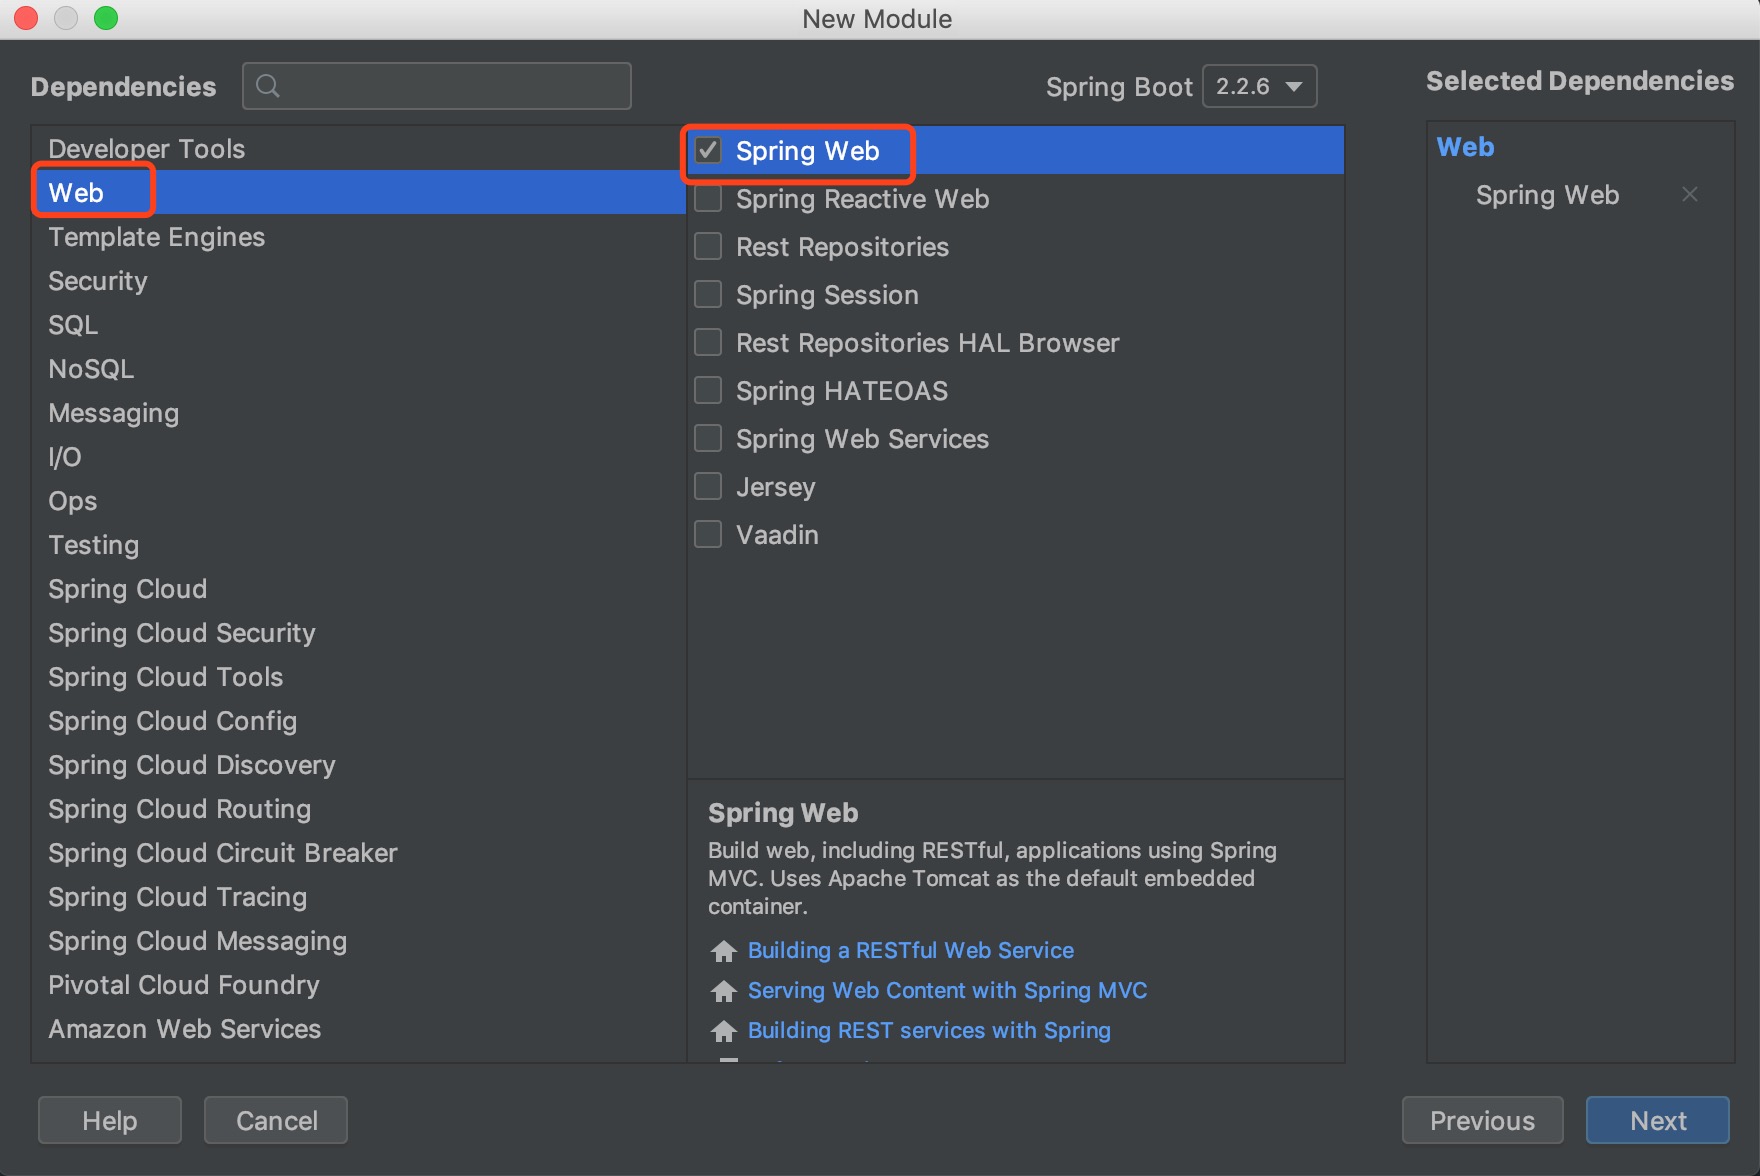 New Module
Dependencies
Spring Boot 2.2.6
Selected Dependencies
Developer Tools
Web
Template Engines
Security
SQL
NoSQL
Messaging
I/O
Ops
Testing
Spring Cloud
Spring Cloud Security
Spring Cloud Tools
Spring Cloud Config
Spring Cloud Discovery
Spring Cloud Routing
Spring Cloud Circuit Breaker
Spring Cloud Tracing
Spring Cloud Messaging
Pivotal Cloud Foundry
Amazon Web Services
Spring Web
Spring Reactive Web
Rest Repositories
Spring Session
Rest Repositories HAL Browser
Spring HATEOAS
Spring Web Services
Jersey
Vaadin
Spring Web
Build web, including RESTful, applications using Spring
MVC. Uses Apache Tomcat as the default embedded
container.
Building a RESTful Web Service
Serving Web Content with Spring MVC
Building REST services with Spring
Web
Spring Web
Help
Cancel
Previous
Next